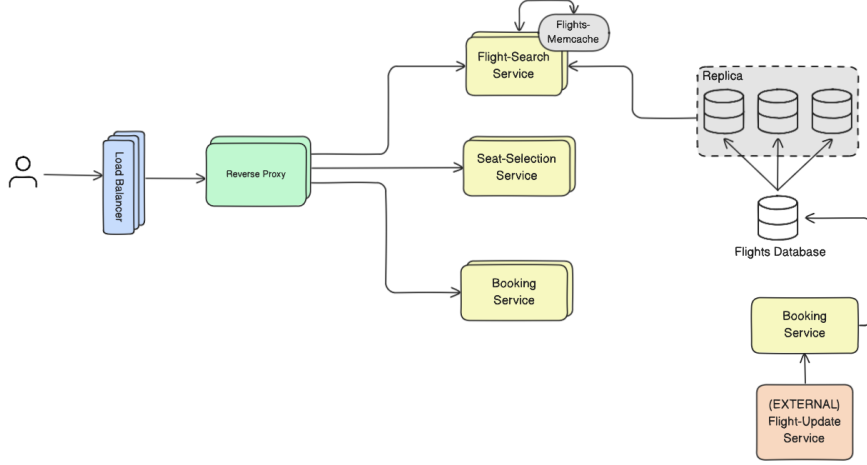 Flights-
Memcache
Flight-Search
Service
Replica
Load Balancer
Reverse Proxy
Seat-Selection
Service
Flights Database
Booking
Service
Booking
Service
(EXTERNAL)
Flight-Update
Service